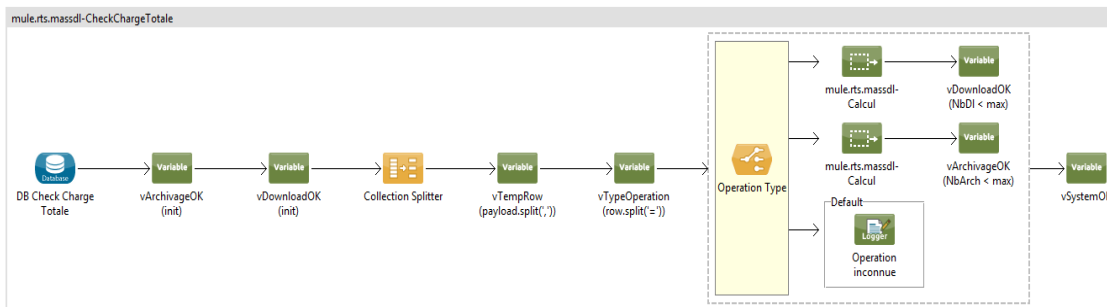 mule.rts.massdl-CheckChargeTotale
Database
DB Check Charge
Totale
Variable
vArchivageOK
(init)
Variable
vDownloadOK
(init)
Collection Splitter
Variable
vTempRow
(payload.split(','))
Variable
vTypeOperation
(row.split('='))
Operation Type
mule.rts.massdl-
Calcul
Variable
vDownloadOK
(NbDl < max)
mule.rts.massdl-
Calcul
Variable
vArchivageOK
(NbArch < max)
Default
Logger
Operation
inconnue
Variable